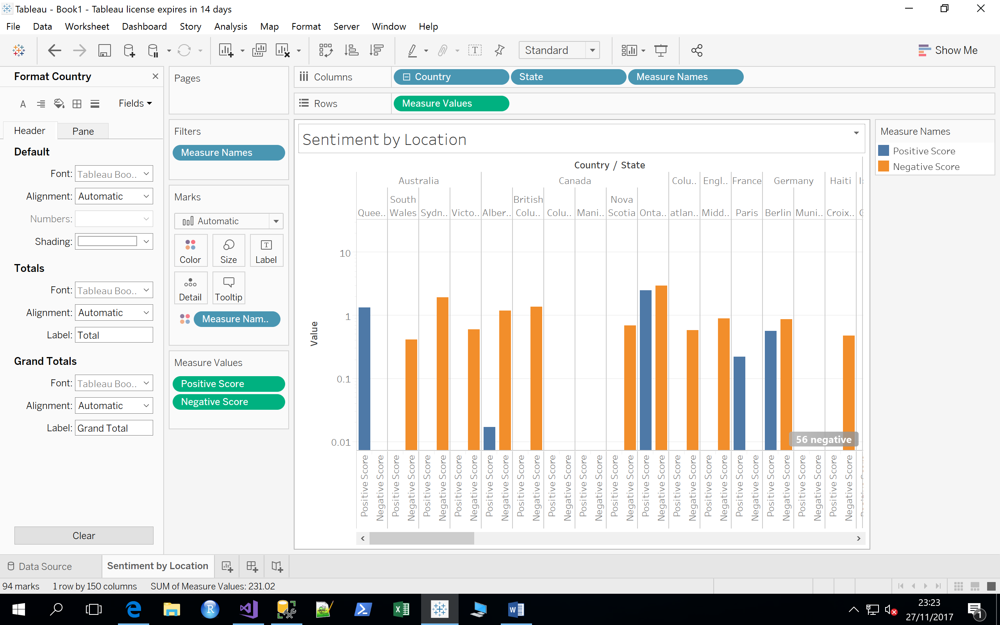 Tableau - Book1 - Tableau license expires in 14 days
File Data Worksheet Dashboard Story Analysis Map Format Server Window Help
Standard
Show Me
Format Country
Fields
Header Pane
Default
Font: Tableau Boo..
Alignment: Automatic
Numbers:
Shading:
Totals
Font: Tableau Boo..
Alignment: Automatic
Label: Total
Grand Totals
Font: Tableau Boo..
Alignment: Automatic
Label: Grand Total
Clear
Pages
Filters
Measure Names
Marks
Automatic
Color Size Label
Detail Tooltip
Measure Nam..
Measure Values
Positive Score
Negative Score
Columns Country State Measure Names
Rows Measure Values
Sentiment by Location
Country / State
Australia Canada Colu.. Engl.. France Germany Haiti
South British Nova
Quee.. Wales Sydn.. Victo.. Alber.. Colu.. Colu.. Mani.. Scotia Onta.. atlan.. Midd.. Paris Berlin Muni.. Croix..
Value
10
1
0.1
0.01
56 negative
Positive Score Negative Score Positive Score Negative Score Positive Score Negative Score Positive Score Negative Score Positive Score Negative Score Positive Score Negative Score Positive Score Negative Score Positive Score Negative Score Positive Score Negative Score Positive Score Negative Score Positive Score Negative Score Positive Score Negative Score Positive Score Negative Score Positive Score Negative Score Positive Score Negative Score Positive Score Negative Score
Measure Names
Positive Score
Negative Score
Data Source Sentiment by Location
94 marks 1 row by 150 columns SUM of Measure Values: 231.02
23:23
27/11/2017
1